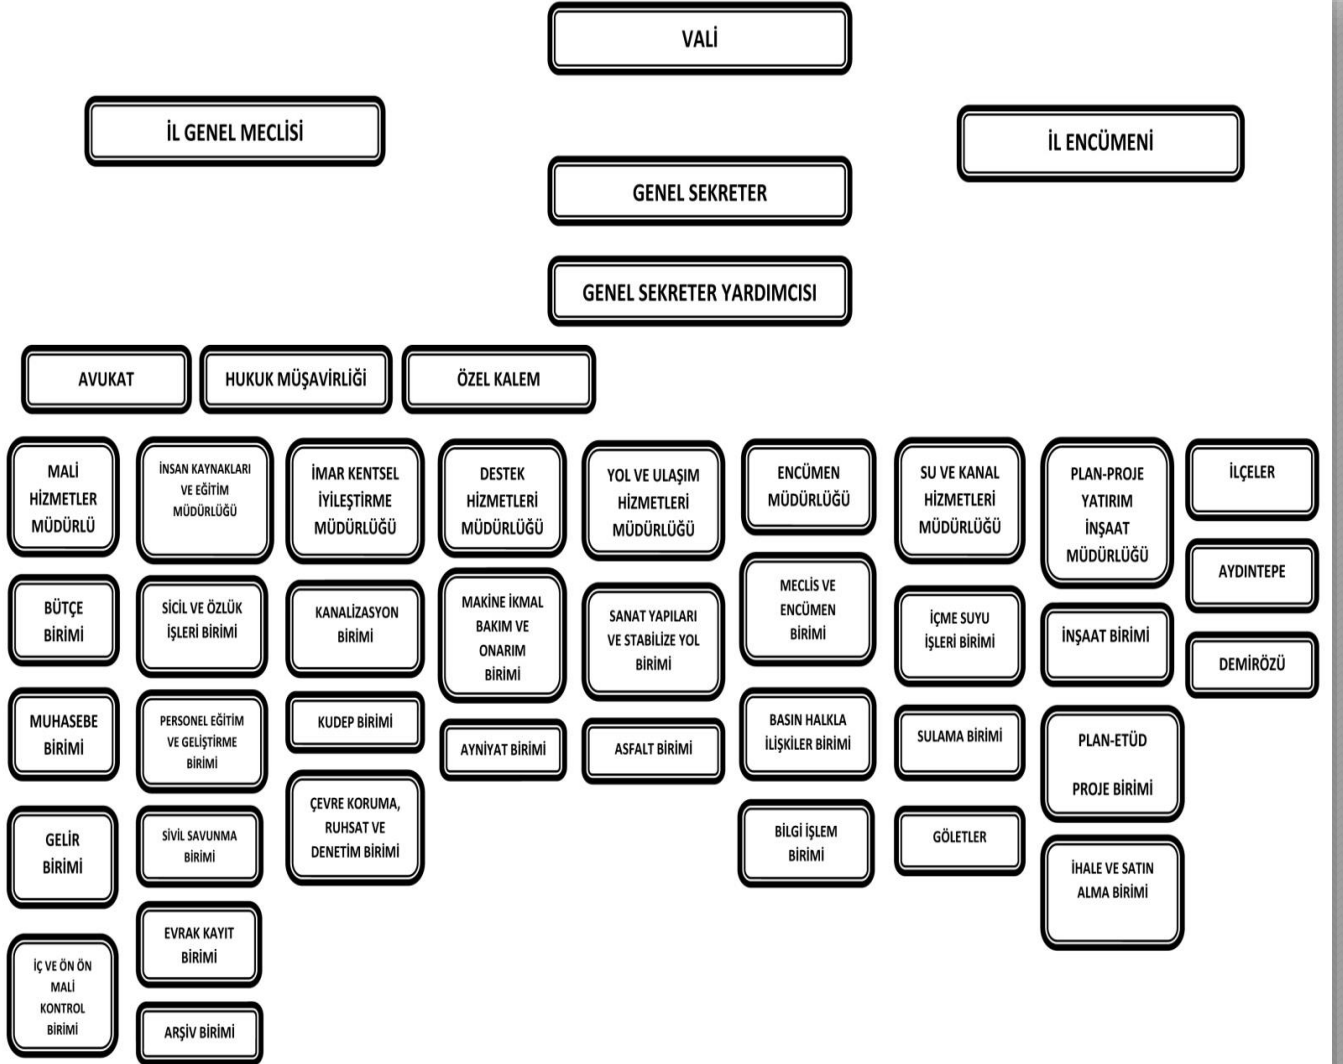 VALİ
İL GENEL MECLİSİ
İL ENCÜMENİ
GENEL SEKRETER
GENEL SEKRETER YARDIMCISI
AVUKAT
HUKUK MÜŞAVİRLİĞİ
ÖZEL KALEM
MALİ
HİZMETLER
MÜDÜRLÜ
BÜTÇE
BİRİMİ
MUHASEBE
BİRİMİ
GELİR
BİRİMİ
İÇ VE ÖN ÖN
MALİ
KONTROL
BİRİMİ
İNSAN KAYNAKLARI
VE EĞİTİM
MÜDÜRLÜĞÜ
SİCİL VE ÖZLÜK
İŞLERİ BİRİMİ
PERSONEL EĞİTİM
VE GELİŞTİRME
BİRİMİ
SİVİL SAVUNMA
BİRİMİ
EVRAK KAYIT
BİRİMİ
ARŞİV BİRİMİ
İMAR KENTSEL
İYİLEŞTİRME
MÜDÜRLÜĞÜ
KANALİZASYON
BİRİMİ
KUDEP BİRİMİ
ÇEVRE KORUMA,
RUHSAT VE
DENETİM BİRİMİ
DESTEK
HİZMETLERİ
MÜDÜRLÜĞÜ
MAKİNE İKMAL
BAKIM VE
ONARIM
BİRİMİ
AYNİYAT BİRİMİ
YOL VE ULAŞIM
HİZMETLERİ
MÜDÜRLÜĞÜ
SANAT YAPILARI
VE STABİLİZE YOL
BİRİMİ
ASFALT BİRİMİ
ENCÜMEN
MÜDÜRLÜĞÜ
MECLİS VE
ENCÜMEN
BİRİMİ
BASIN HALKLA
İLİŞKİLER BİRİMİ
BİLGİ İŞLEM
BİRİMİ
SU VE KANAL
HİZMETLERİ
MÜDÜRLÜĞÜ
İÇME SUYU
İŞLERİ BİRİMİ
SULAMA BİRİMİ
GÖLETLER
PLAN-PROJE
YATIRIM
İNŞAAT
MÜDÜRLÜĞÜ
İNŞAAT BİRİMİ
PLAN-ETÜD
PROJE BİRİMİ
İHALE VE SATIN
ALMA BİRİMİ
İLÇELER
AYDINTEPE
DEMİRÖZÜ